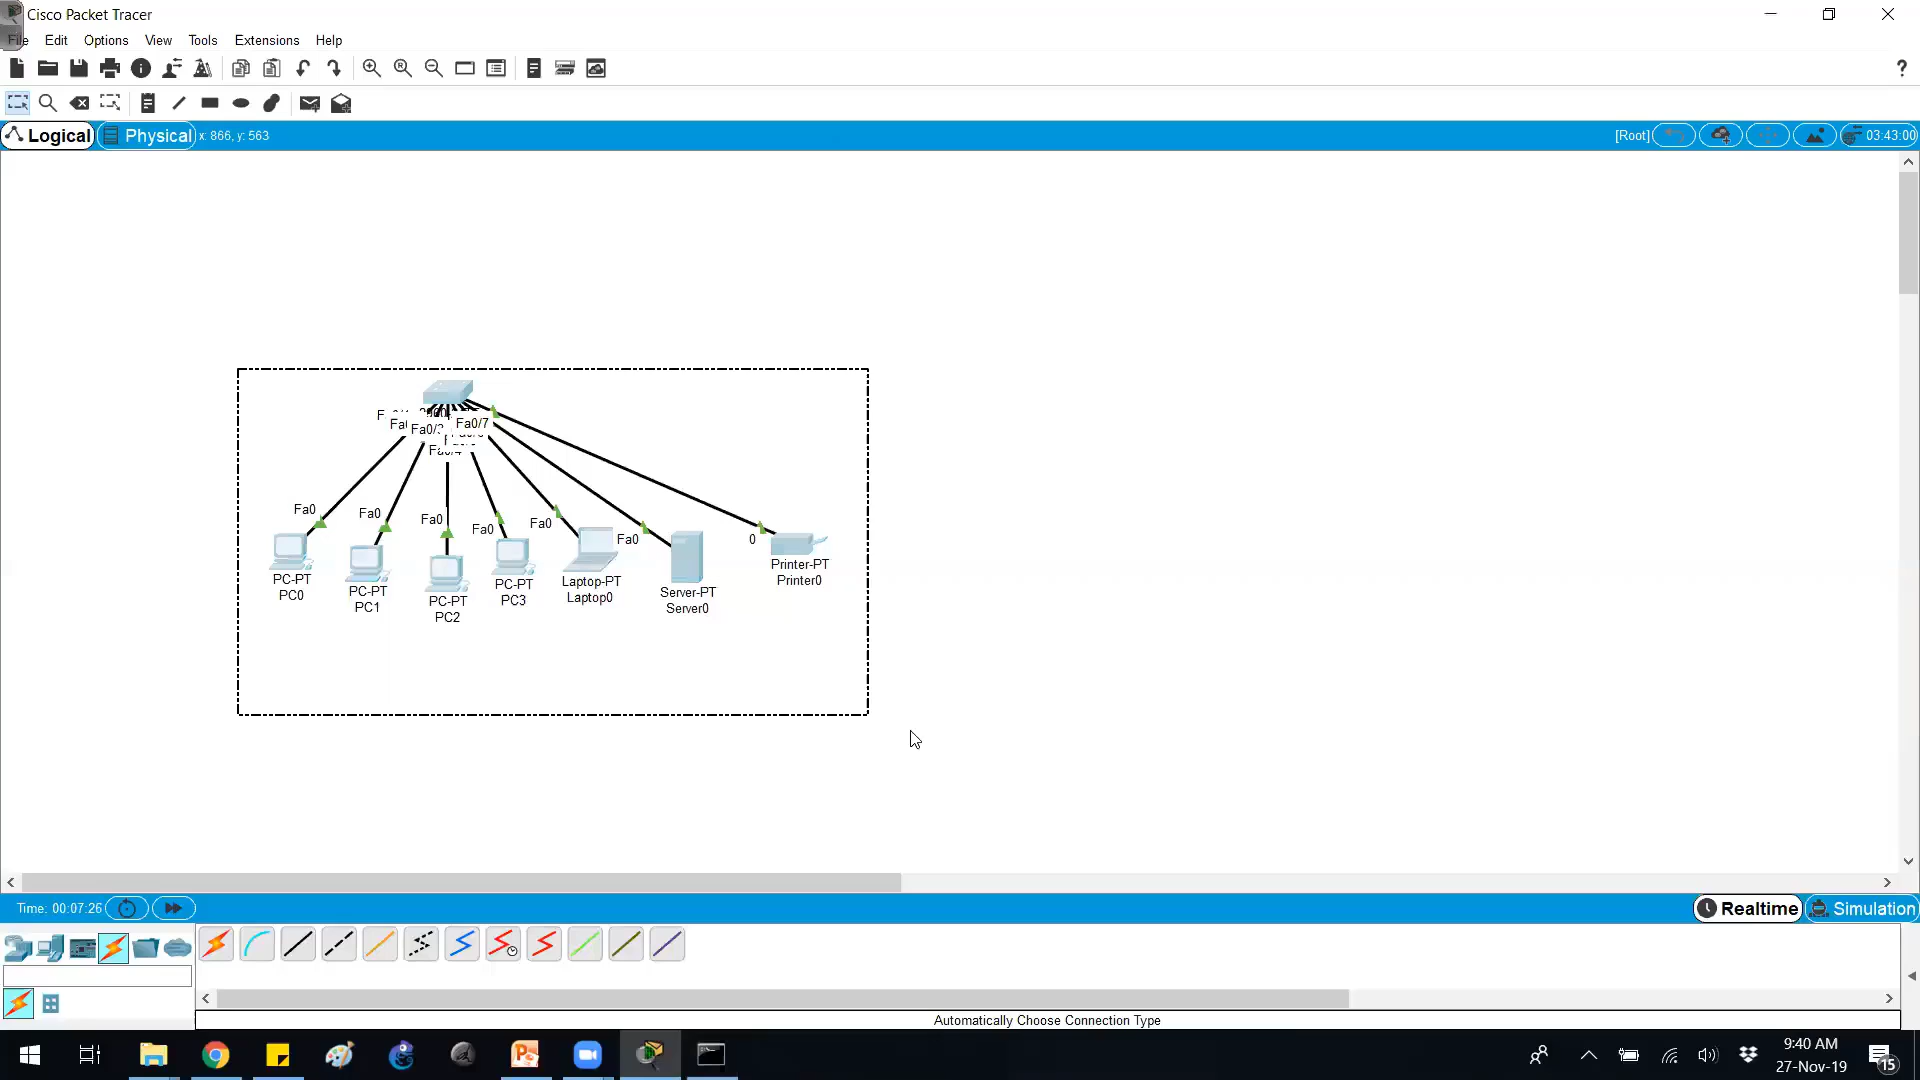 Cisco Packet Tracer
File Edit Options View Tools Extensions Help
?
Logical Physical x: 866, y: 563 [Root] 03:43:00
Fa0/7
Fa0/3
Fa0 Fa0 Fa0 Fa0 Fa0 Fa0 0
PC-PT
PC0
PC-PT
PC1
PC-PT
PC2
PC-PT
PC3
Laptop-PT
Laptop0
Server-PT
Server0
Printer-PT
Printer0
Time: 00:07:26 Realtime Simulation
Automatically Choose Connection Type
9:40 AM
27-Nov-19
15